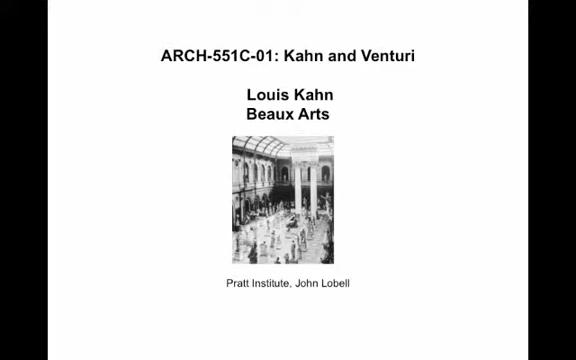 ARCH-551C-01: Kahn and Venturi
Louis Kahn
Beaux Arts
Pratt Institute, John Lobell